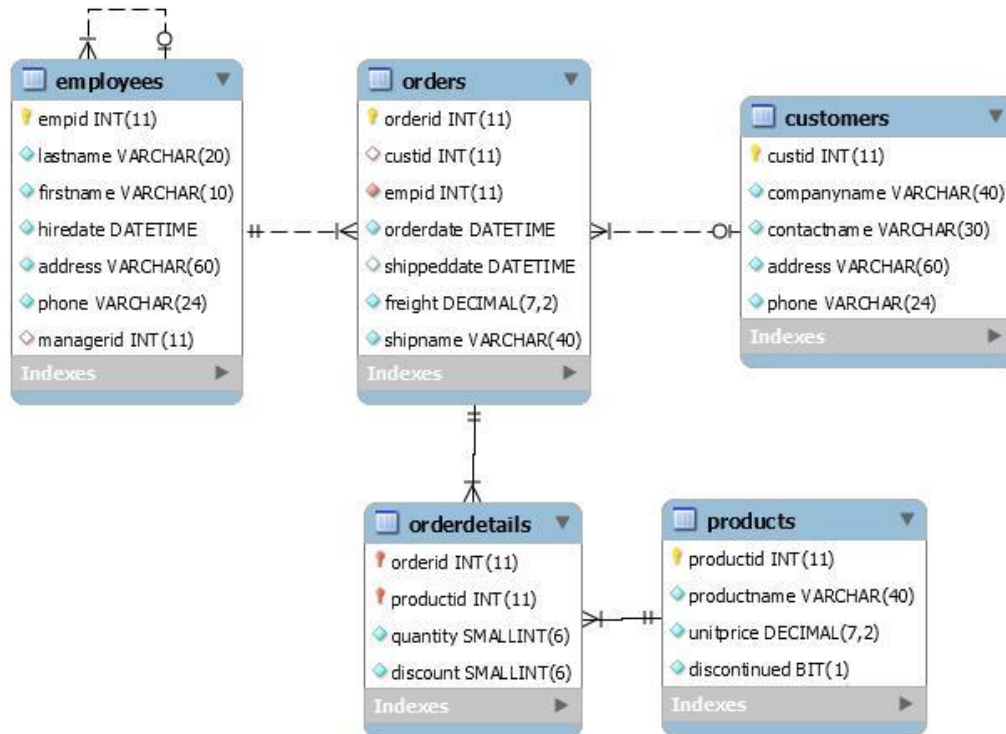 employees
empid INT(11)
lastname VARCHAR(20)
firstname VARCHAR(10)
hiredate DATETIME
address VARCHAR(60)
phone VARCHAR(24)
managerid INT(11)
Indexes
orders
orderid INT(11)
custid INT(11)
empid INT(11)
orderdate DATETIME
shippeddate DATETIME
freight DECIMAL(7,2)
shipname VARCHAR(40)
Indexes
customers
custid INT(11)
companyname VARCHAR(40)
contactname VARCHAR(30)
address VARCHAR(60)
phone VARCHAR(24)
Indexes
orderdetails
orderid INT(11)
productid INT(11)
quantity SMALLINT(6)
discount SMALLINT(6)
Indexes
products
productid INT(11)
productname VARCHAR(40)
unitprice DECIMAL(7,2)
discontinued BIT(1)
Indexes